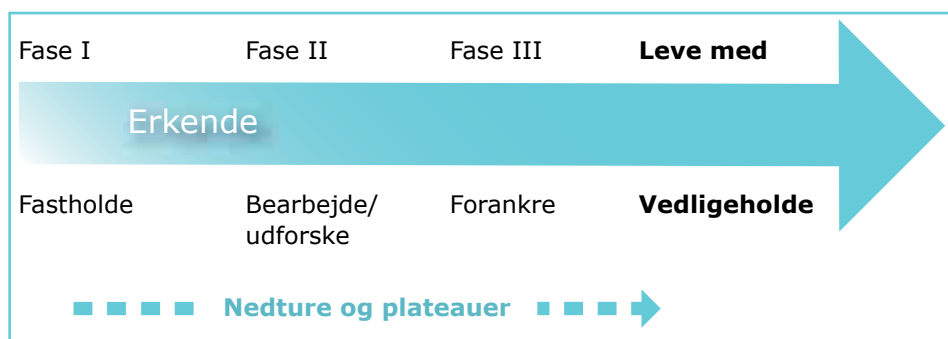 Fase I Fase II Fase III Leve med
Erkende
Fastholde Bearbejde/ Forankre Vedligeholde
udforske
Nedture og plateauer